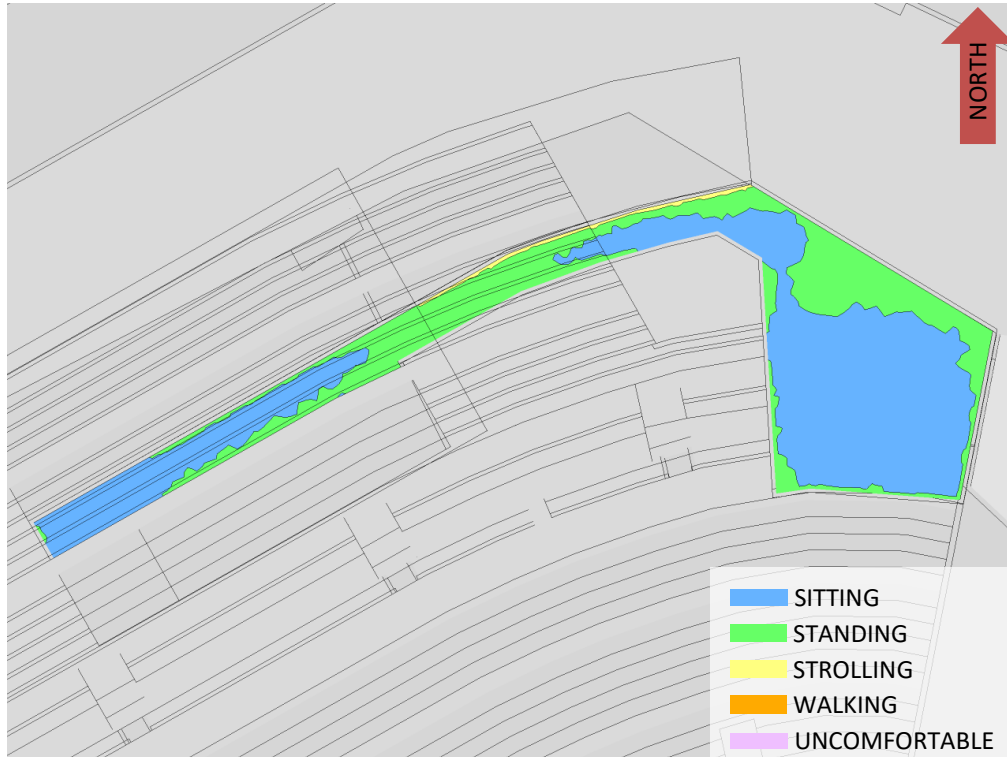 NORTH
SITTING
STANDING
STROLLING
WALKING
UNCOMFORTABLE